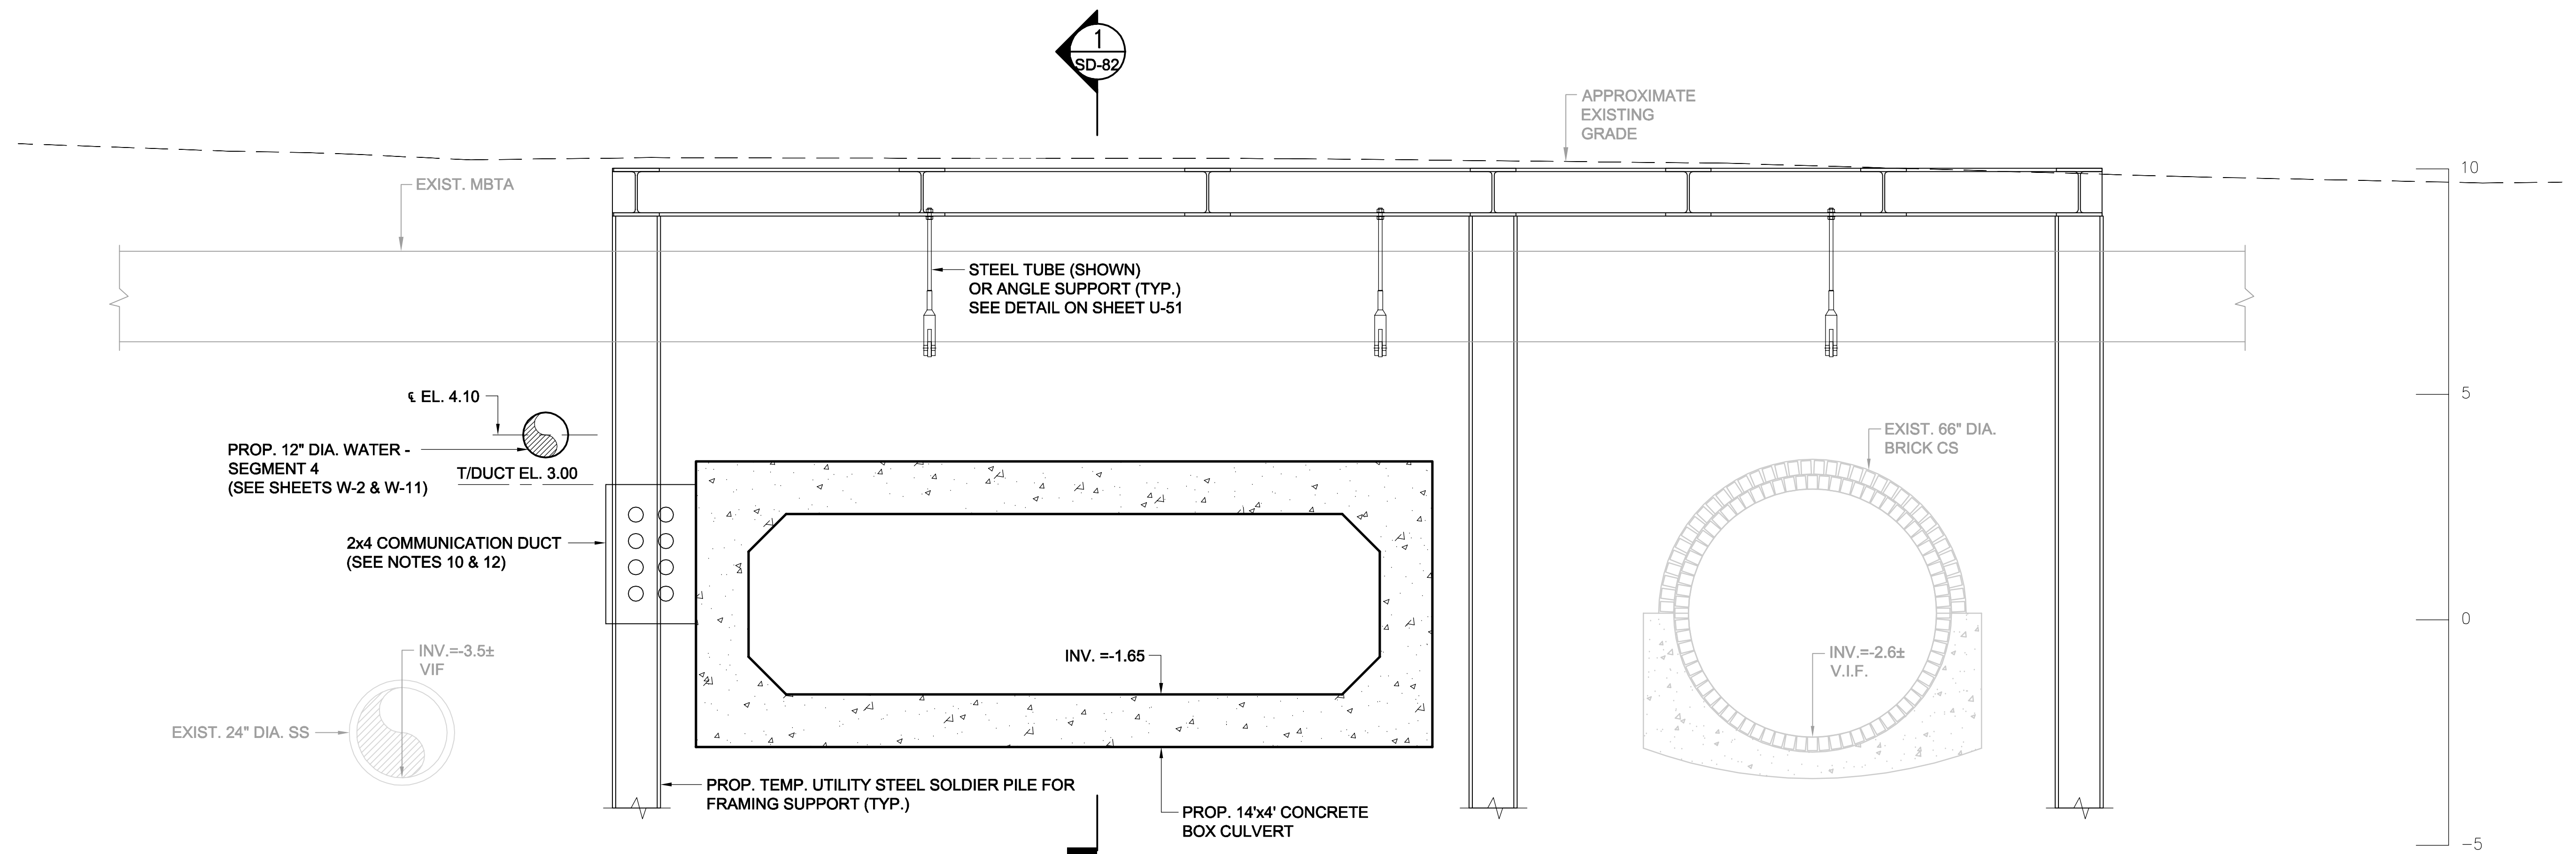 1
SD-82
APPROXIMATE
EXISTING
GRADE
10
EXIST. MBTA
STEEL TUBE (SHOWN)
OR ANGLE SUPPORT (TYP.)
SEE DETAIL ON SHEET U-51
℄ EL. 4.10
5
PROP. 12" DIA. WATER -
SEGMENT 4
(SEE SHEETS W-2 & W-11)
T/DUCT EL. 3.00
EXIST. 66" DIA.
BRICK CS
2x4 COMMUNICATION DUCT
(SEE NOTES 10 & 12)
0
INV.=-3.5±
VIF
INV. =-1.65
INV.=-2.6±
V.I.F.
EXIST. 24" DIA. SS
PROP. TEMP. UTILITY STEEL SOLDIER PILE FOR
FRAMING SUPPORT (TYP.)
PROP. 14'x4' CONCRETE
BOX CULVERT
-5